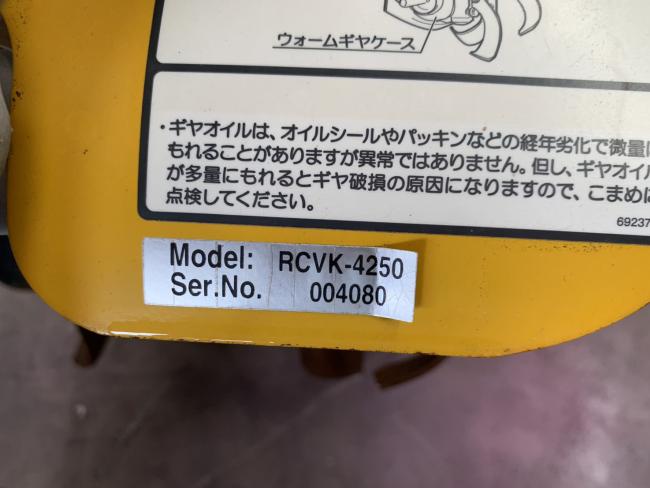 ウォームギヤケース
・ギヤオイルは、オイルシールやパッキンなどの経年劣化で微量
もれることがありますが異常ではありません。但し、ギヤオイル
が多量にもれるとギヤ破損の原因になりますので、こまめに
点検してください。
69237
Model: RCVK-4250
Ser.No. 004080